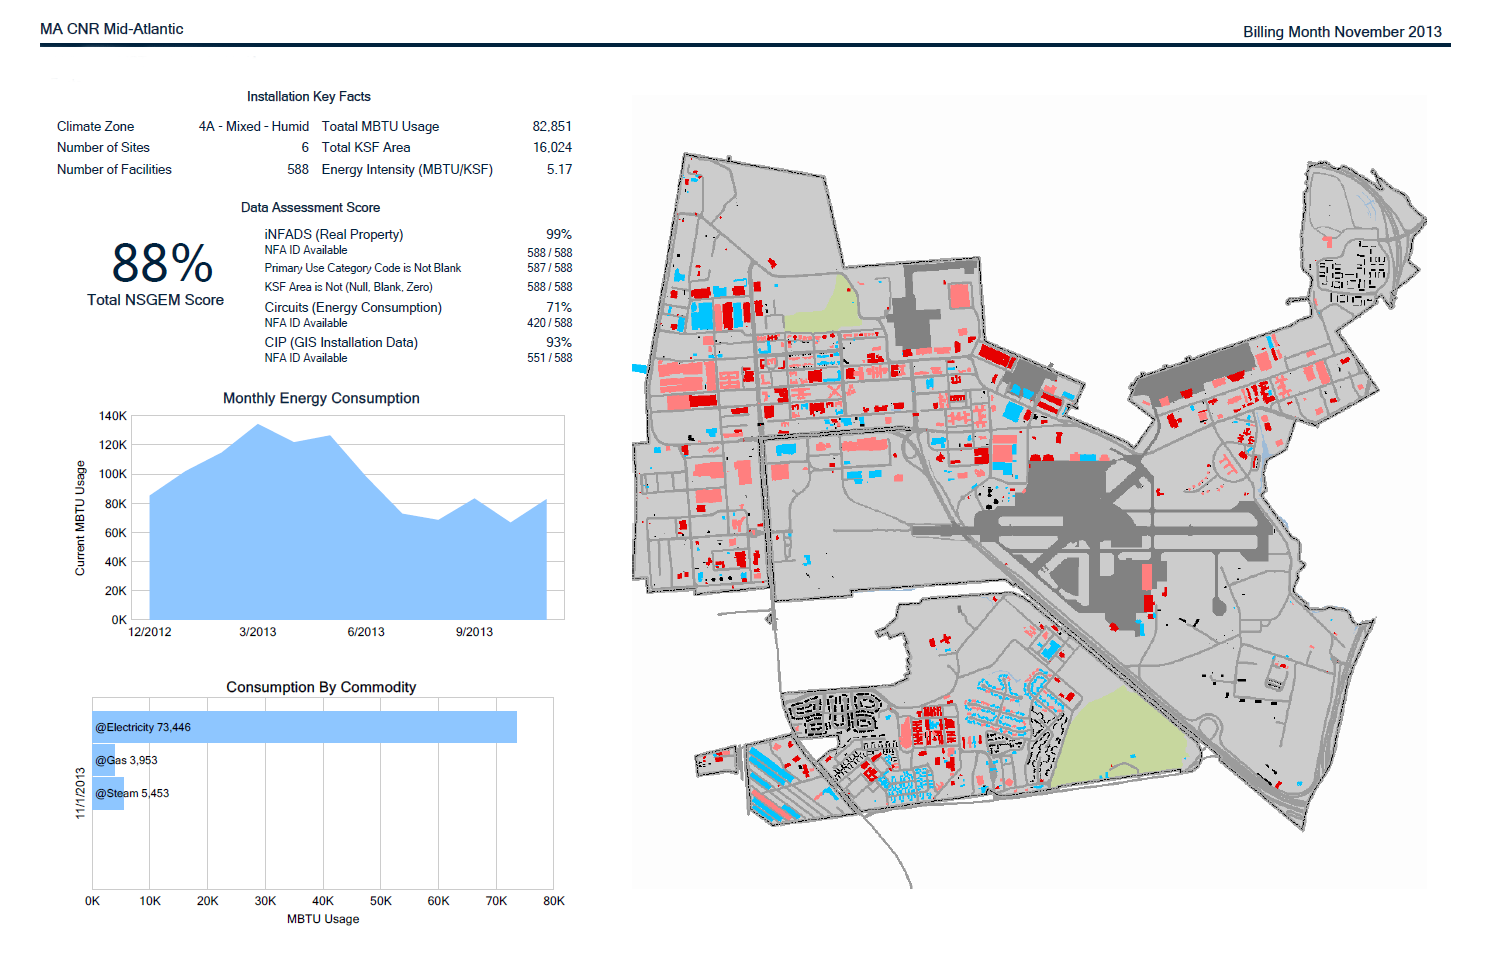 MA CNR Mid-Atlantic
Billing Month November 2013
Installation Key Facts
Climate Zone 4A - Mixed - Humid Toatal MBTU Usage 82,851
Number of Sites 6 Total KSF Area 16,024
Number of Facilities 588 Energy Intensity (MBTU/KSF) 5.17
Data Assessment Score
88%
Total NSGEM Score
iNFADS (Real Property) 99%
NFA ID Available 588 / 588
Primary Use Category Code is Not Blank 587 / 588
KSF Area is Not (Null, Blank, Zero) 588 / 588
Circuits (Energy Consumption) 71%
NFA ID Available 420 / 588
CIP (GIS Installation Data) 93%
NFA ID Available 551 / 588
Monthly Energy Consumption
Current MBTU Usage
140K
120K
100K
80K
60K
40K
20K
0K
12/2012 3/2013 6/2013 9/2013
Consumption By Commodity
11/1/2013
@Electricity 73,446
@Gas 3,953
@Steam 5,453
0K 10K 20K 30K 40K 50K 60K 70K 80K
MBTU Usage